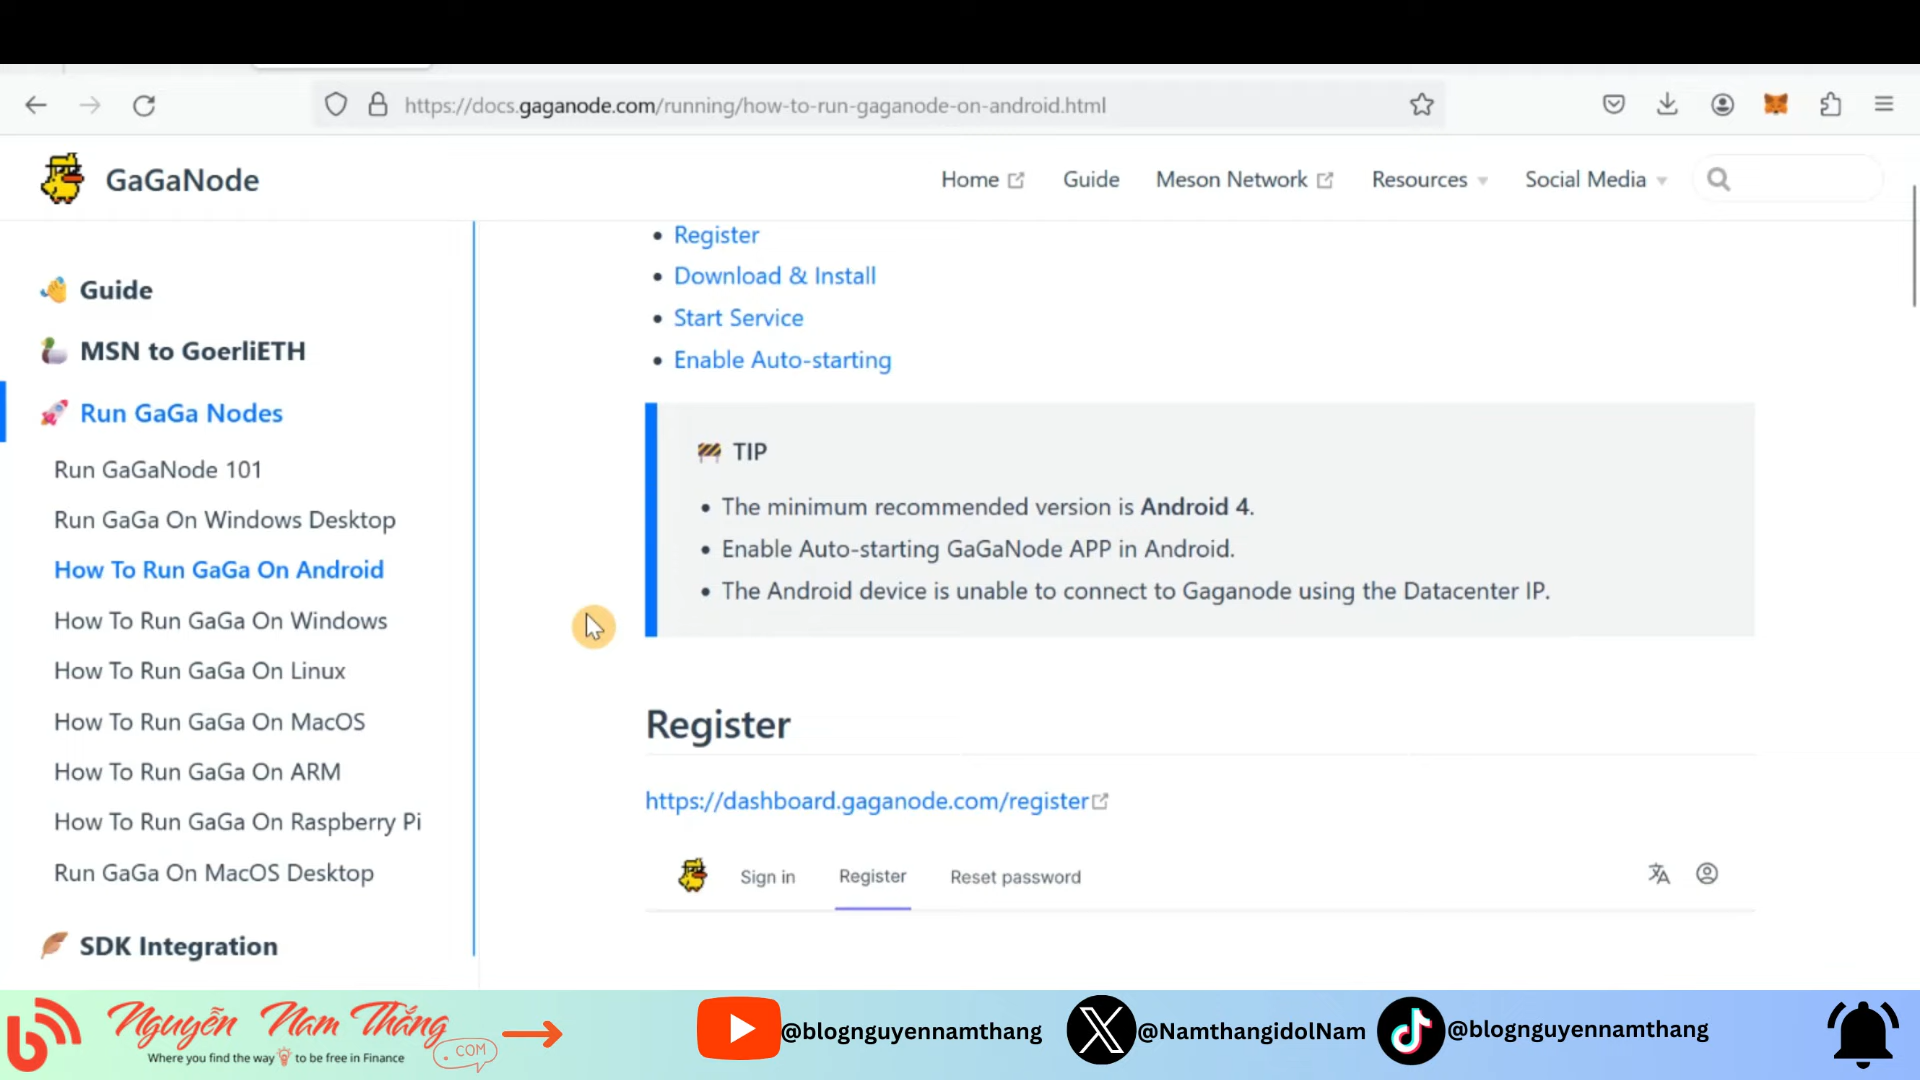 https://docs.gaganode.com/running/how-to-run-gaganode-on-android.html
GaGaNode
Home
Guide
Meson Network
Resources
Social Media
Guide
MSN to GoerliETH
Run GaGa Nodes
Run GaGaNode 101
Run GaGa On Windows Desktop
How To Run GaGa On Android
How To Run GaGa On Windows
How To Run GaGa On Linux
How To Run GaGa On MacOS
How To Run GaGa On ARM
How To Run GaGa On Raspberry Pi
Run GaGa On MacOS Desktop
SDK Integration
Register
Download & Install
Start Service
Enable Auto-starting
TIP
The minimum recommended version is Android 4.
Enable Auto-starting GaGaNode APP in Android.
The Android device is unable to connect to Gaganode using the Datacenter IP.
Register
https://dashboard.gaganode.com/register
Sign in
Register
Reset password
Nguyễn Nam Thắng
.COM
Where you find the way to be free in Finance
@blognguyennamthang
@NamthangidolNam
@blognguyennamthang